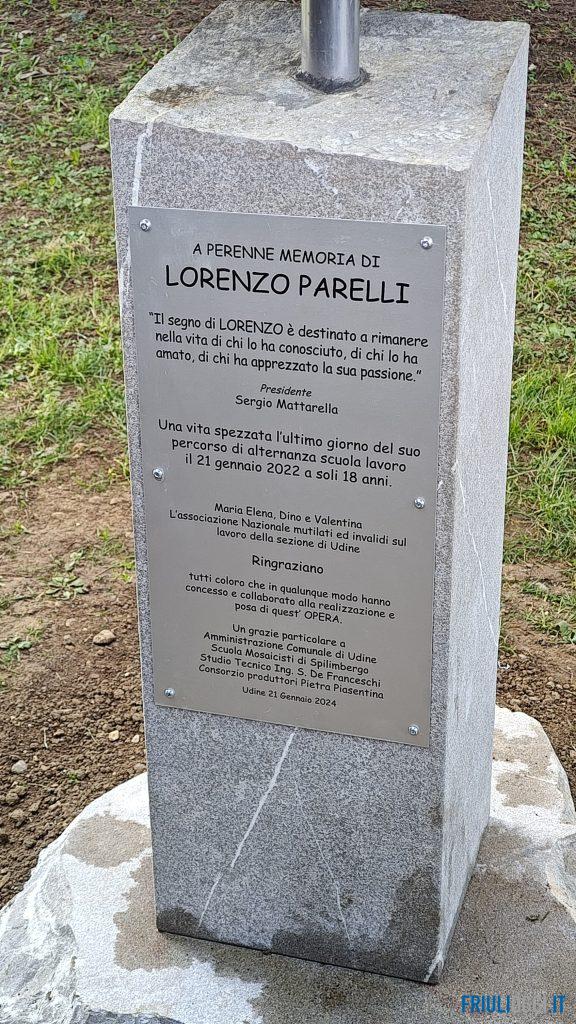 A PERENNE MEMORIA DI
LORENZO PARELLI
“Il segno di LORENZO è destinato a rimanere
nella vita di chi lo ha conosciuto, di chi lo ha
amato, di chi ha apprezzato la sua passione.”
Presidente
Sergio Mattarella
Una vita spezzata l’ultimo giorno del suo
percorso di alternanza scuola lavoro
il 21 gennaio 2022 a soli 18 anni.
Maria Elena, Dino e Valentina
L’associazione Nazionale mutilati ed invalidi sul
lavoro della sezione di Udine
Ringraziano
tutti coloro che in qualunque modo hanno
concesso e collaborato alla realizzazione e
posa di quest’ OPERA.
Un grazie particolare a
Amministrazione Comunale di Udine
Scuola Mosaicisti di Spilimbergo
Studio Tecnico Ing. S. De Franceschi
Consorzio produttori Pietra Piasentina
Udine 21 Gennaio 2024